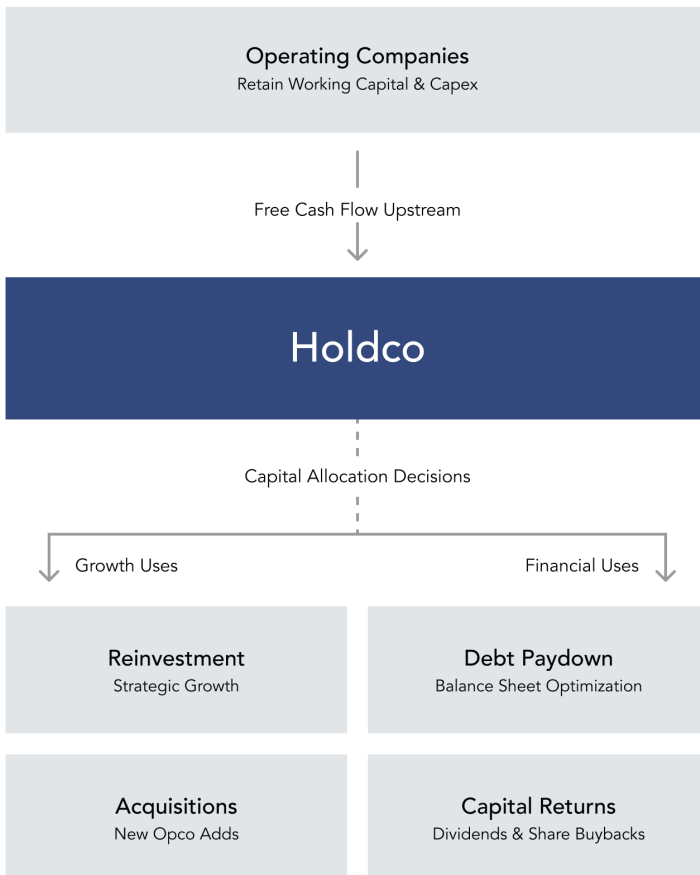 Operating Companies
Retain Working Capital & Capex
Free Cash Flow Upstream
Holdco
Capital Allocation Decisions
Growth Uses
Financial Uses
Reinvestment
Strategic Growth
Debt Paydown
Balance Sheet Optimization
Acquisitions
New Opco Adds
Capital Returns
Dividends & Share Buybacks